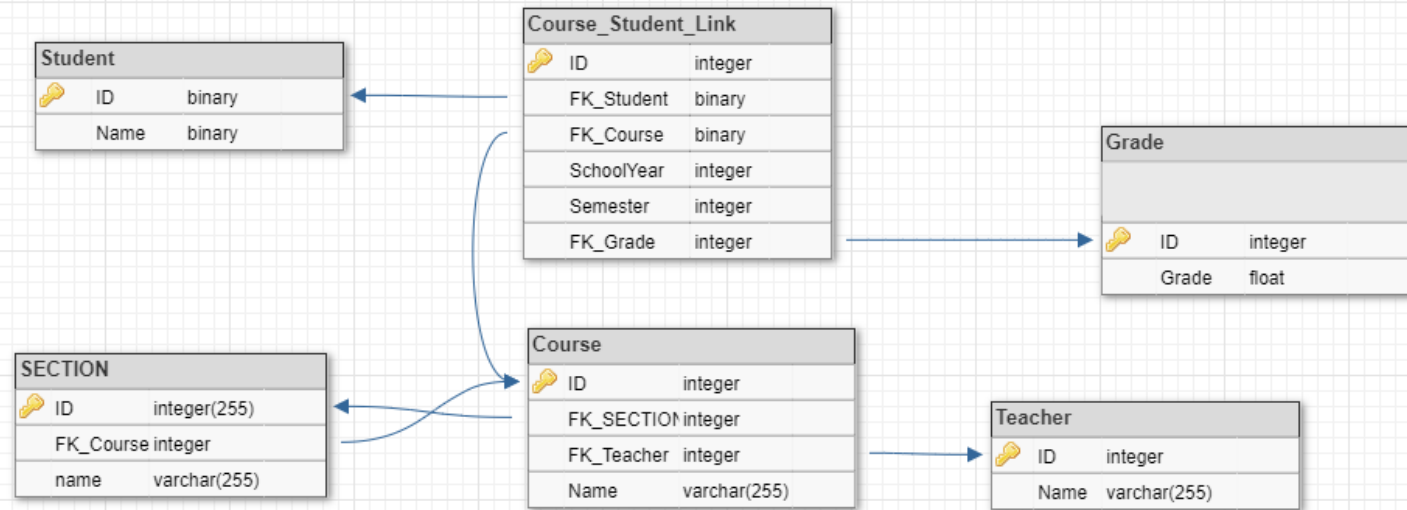 Student
ID binary
Name binary
Course_Student_Link
ID integer
FK_Student binary
FK_Course binary
SchoolYear integer
Semester integer
FK_Grade integer
Grade
ID integer
Grade float
SECTION
ID integer(255)
FK_Course integer
name varchar(255)
Course
ID integer
FK_SECTION integer
FK_Teacher integer
Name varchar(255)
Teacher
ID integer
Name varchar(255)